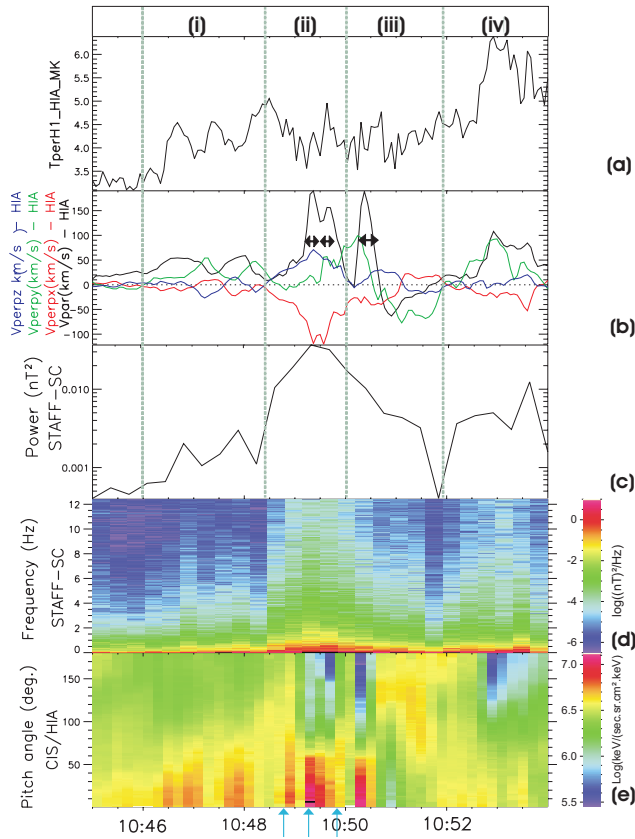 (i) (ii) (iii) (iv)
TperH1_HIA_MK
6.0
5.5
5.0
4.5
4.0
3.5
(a)
Vperpz km/s ) – HIA
Vperpy(km/s ) – HIA
Vperpx(km/s ) – HIA
Vpar(km/s) – HIA
150
100
50
0
-50
-100
(b)
Power (nT²)
STAFF-SC
0.010
0.001
(c)
Frequency (Hz)
STAFF-SC
12
10
8
6
4
2
0
0
-2
-4
-6
log((nT)²/Hz)
(d)
Pitch angle (deg.)
CIS/HIA
150
100
50
7.0
6.5
6.0
5.5
Log(keV/(sec.sr.cm².keV)
(e)
10:46 10:48 10:50 10:52